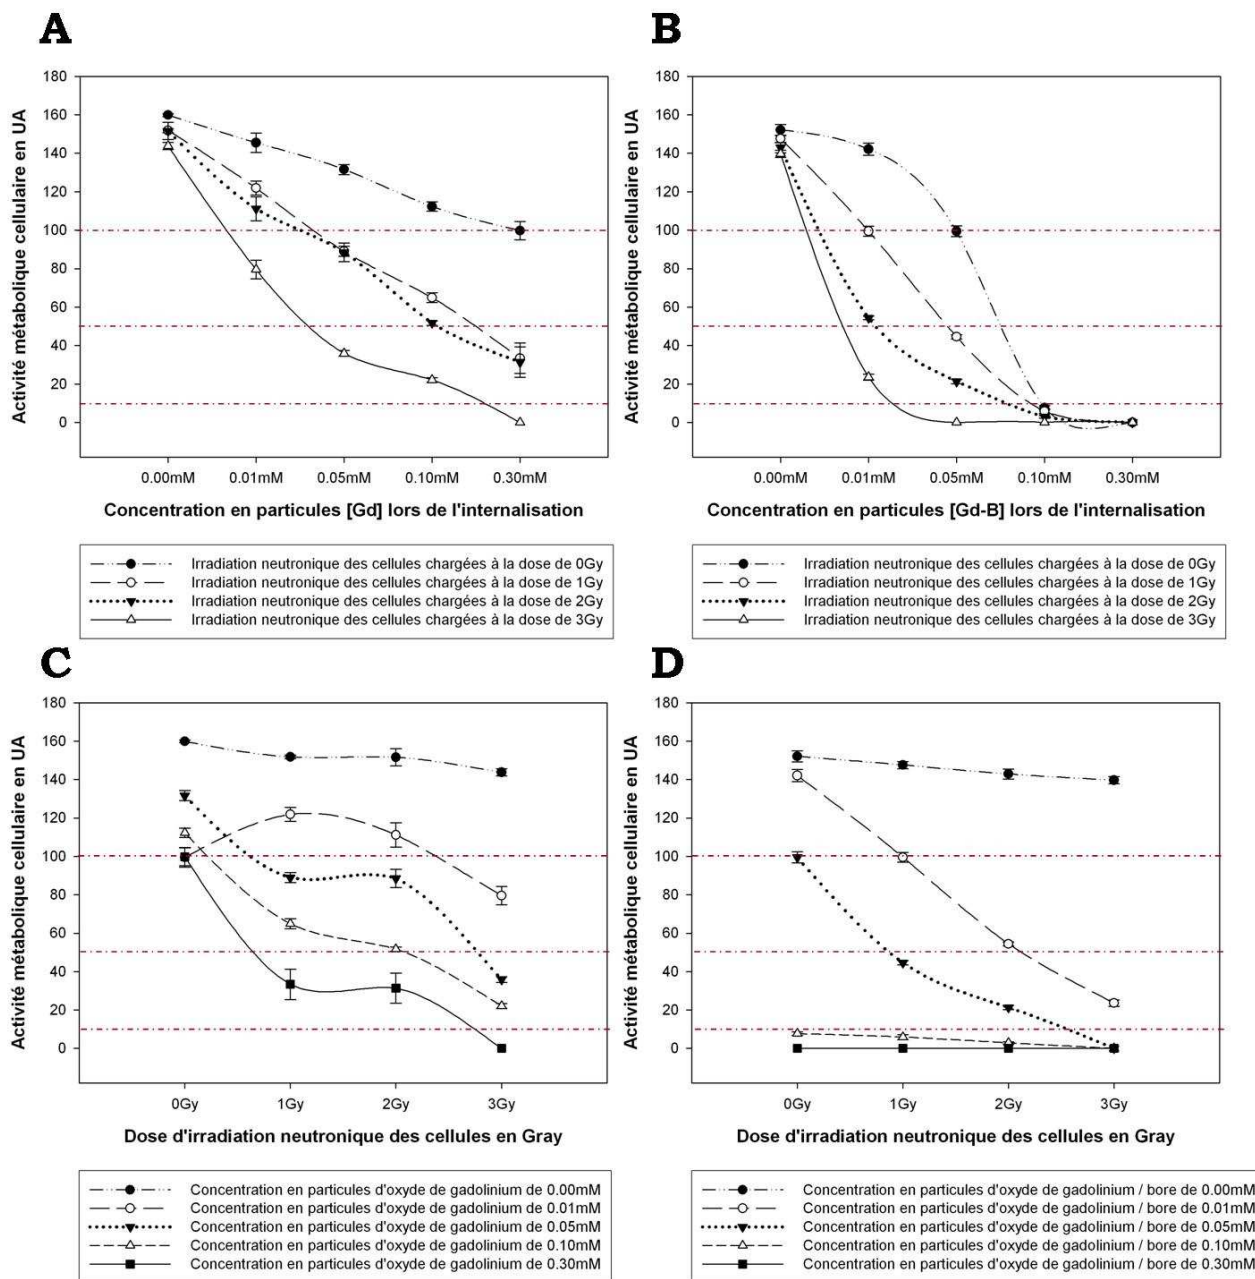 A
B
180
160
140
120
100
80
60
40
20
0
Activité métabolique cellulaire en UA
0.00mM 0.01mM 0.05mM 0.10mM 0.30mM
Concentration en particules [Gd] lors de l'internalisation
Irradiation neutronique des cellules chargées à la dose de 0Gy
Irradiation neutronique des cellules chargées à la dose de 1Gy
Irradiation neutronique des cellules chargées à la dose de 2Gy
Irradiation neutronique des cellules chargées à la dose de 3Gy
180
160
140
120
100
80
60
40
20
0
Activité métabolique cellulaire en UA
0.00mM 0.01mM 0.05mM 0.10mM 0.30mM
Concentration en particules [Gd-B] lors de l'internalisation
Irradiation neutronique des cellules chargées à la dose de 0Gy
Irradiation neutronique des cellules chargées à la dose de 1Gy
Irradiation neutronique des cellules chargées à la dose de 2Gy
Irradiation neutronique des cellules chargées à la dose de 3Gy
C
D
180
160
140
120
100
80
60
40
20
0
Activité métabolique cellulaire en UA
0Gy 1Gy 2Gy 3Gy
Dose d'irradiation neutronique des cellules en Gray
Concentration en particules d'oxyde de gadolinium de 0.00mM
Concentration en particules d'oxyde de gadolinium de 0.01mM
Concentration en particules d'oxyde de gadolinium de 0.05mM
Concentration en particules d'oxyde de gadolinium de 0.10mM
Concentration en particules d'oxyde de gadolinium de 0.30mM
180
160
140
120
100
80
60
40
20
0
Activité métabolique cellulaire en UA
0Gy 1Gy 2Gy 3Gy
Dose d'irradiation neutronique des cellules en Gray
Concentration en particules d'oxyde de gadolinium / bore de 0.00mM
Concentration en particules d'oxyde de gadolinium / bore de 0.01mM
Concentration en particules d'oxyde de gadolinium / bore de 0.05mM
Concentration en particules d'oxyde de gadolinium / bore de 0.10mM
Concentration en particules d'oxyde de gadolinium / bore de 0.30mM